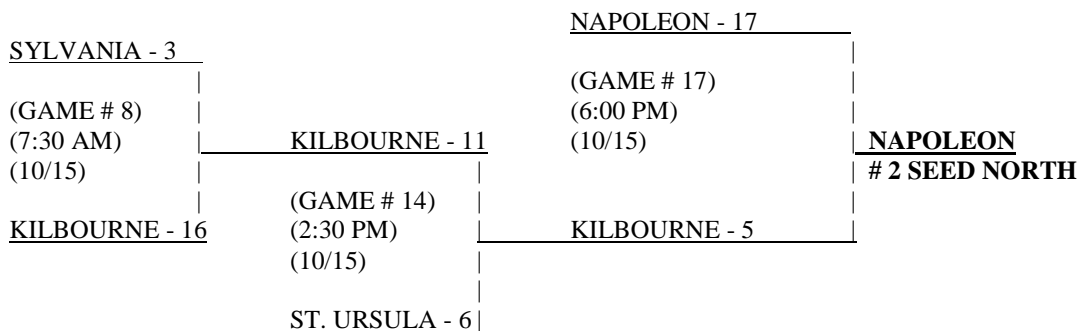 NAPOLEON - 17
SYLVANIA - 3
(GAME # 17)
(GAME # 8) (6:00 PM)
(7:30 AM) KILBOURNE - 11 (10/15) NAPOLEON
(10/15) # 2 SEED NORTH
(GAME # 14)
KILBOURNE - 16 (2:30 PM) KILBOURNE - 5
(10/15)
ST. URSULA - 6